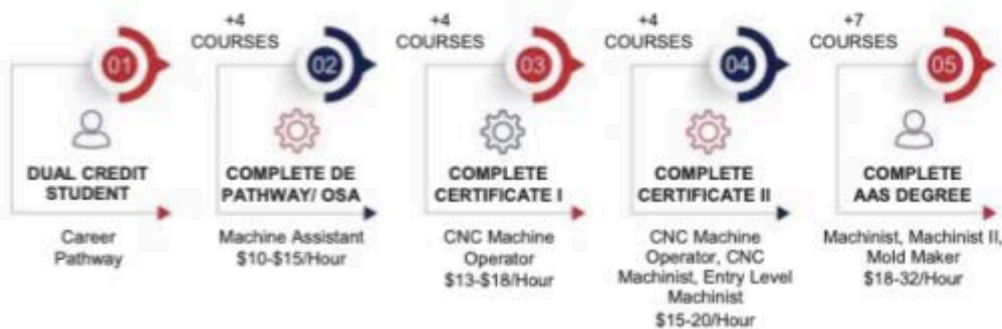 01
DUAL CREDIT
STUDENT
Career
Pathway
+4
COURSES
02
COMPLETE DE
PATHWAY/ OSA
Machine Assistant
$10-$15/Hour
+4
COURSES
03
COMPLETE
CERTIFICATE I
CNC Machine
Operator
$13-$18/Hour
+4
COURSES
04
COMPLETE
CERTIFICATE II
CNC Machine
Operator, CNC
Machinist, Entry Level
Machinist
$15-20/Hour
+7
COURSES
05
COMPLETE
AAS DEGREE
Machinist, Machinist II,
Mold Maker
$18-32/Hour